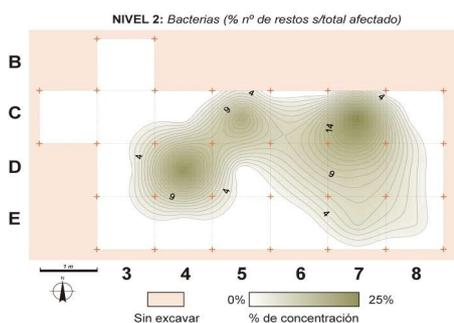 NIVEL 2: Bacterias (% nº de restos s/total afectado)
B
C
D
E
4
9
4
14
4
9
9
4
4
1 m
N
3 4 5 6 7 8
0% 25%
Sin excavar % de concentración